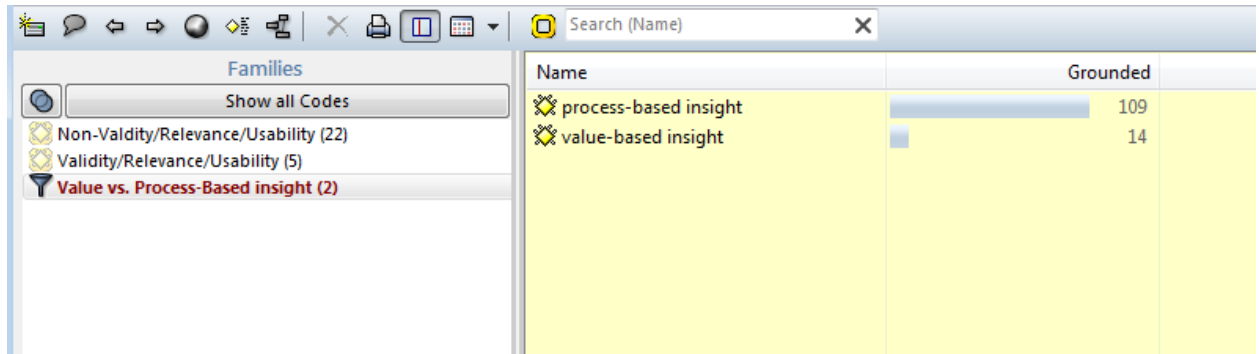 Search (Name)
Families
Show all Codes
Non-Valdity/Relevance/Usability (22)
Validity/Relevance/Usability (5)
Value vs. Process-Based insight (2)
Name Grounded
process-based insight 109
value-based insight 14